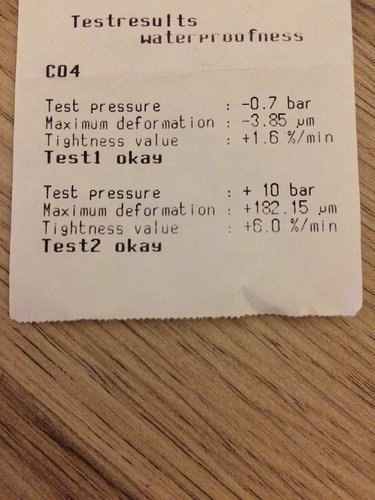 Testresults
waterproofness
C04
Test pressure : -0.7 bar
Maximum deformation : -3.85 µm
Tightness value : +1.6 %/min
Test1 okay
Test pressure : + 10 bar
Maximum deformation : +182.15 µm
Tightness value : +6.0 %/min
Test2 okay